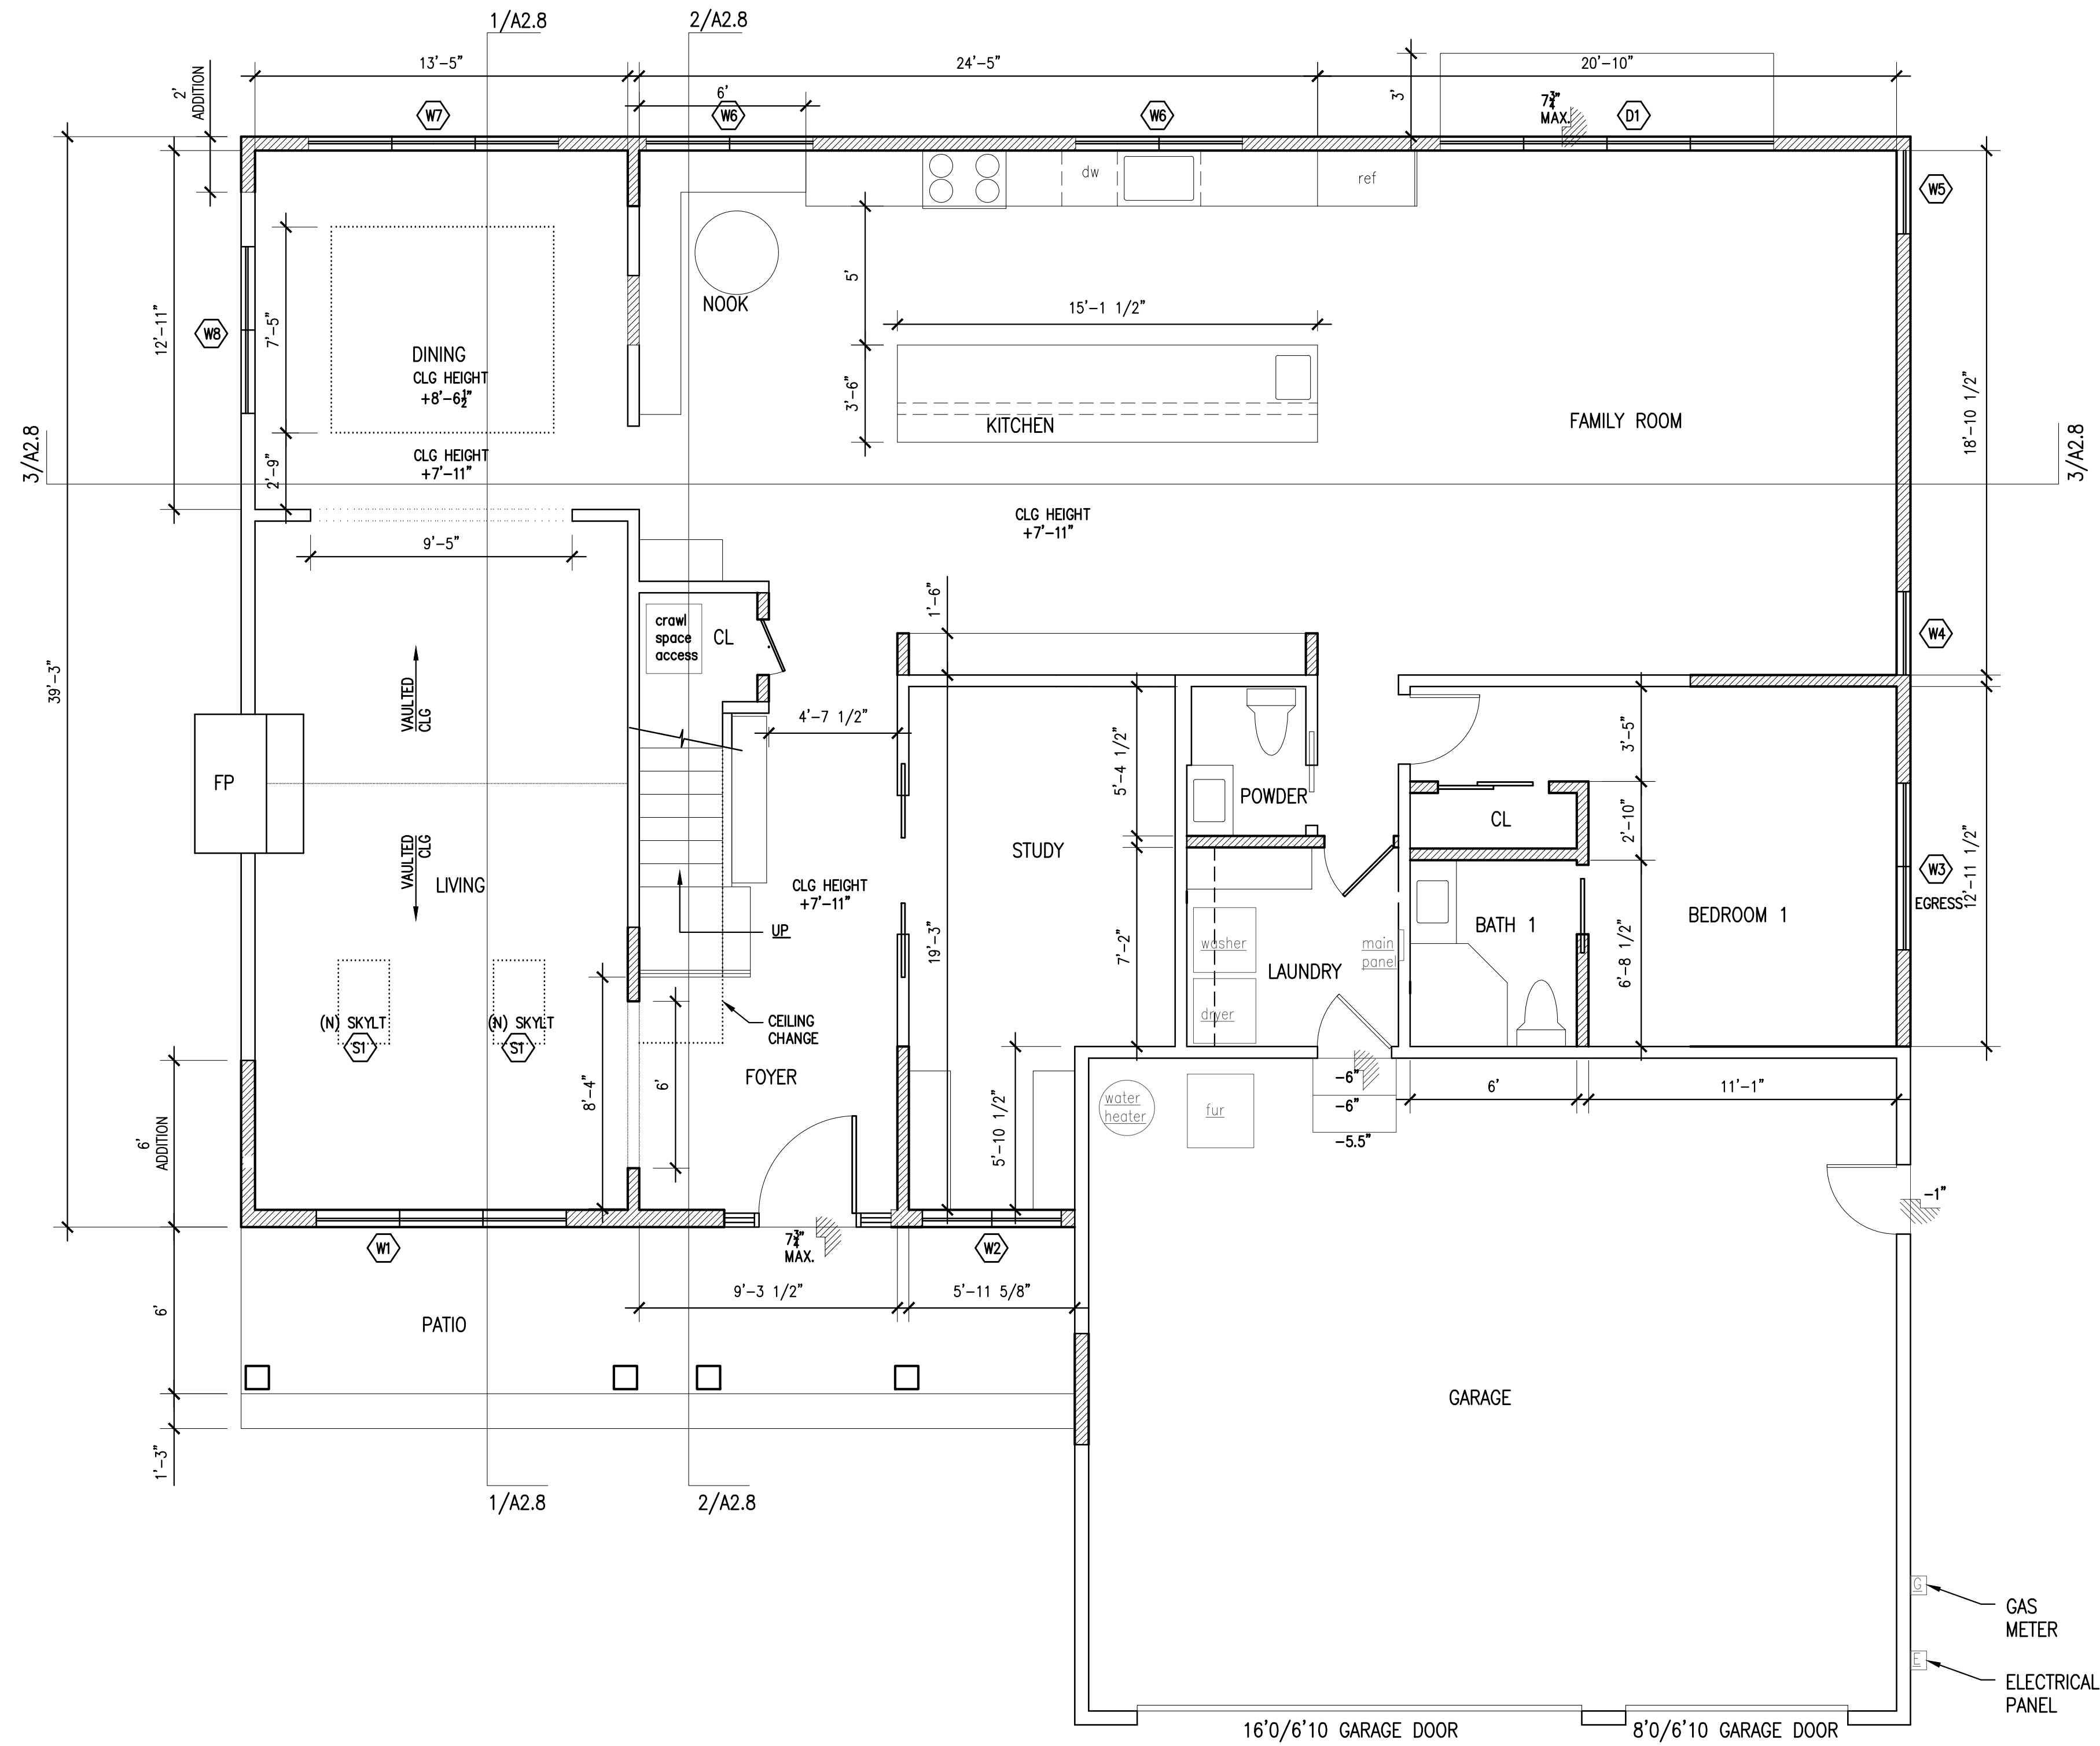 1/A2.8
2/A2.8
13'-5"
24'-5"
20'-10"
2'
ADDITION
6'
3'
W7
W6
W6
7¾"
MAX.
D1
W5
dw
ref
NOOK
5'
15'-1 1/2"
12'-11"
7'-5"
W8
DINING
CLG HEIGHT
+8'-6½"
3'-6"
KITCHEN
FAMILY ROOM
18'-10 1/2"
3/A2.8
3/A2.8
CLG HEIGHT
+7'-11"
2'-9"
CLG HEIGHT
+7'-11"
9'-5"
39'-3"
1'-6"
crawl
space
access
CL
W4
VAULTED
CLG
4'-7 1/2"
5'-4 1/2"
3'-5"
FP
POWDER
CL
2'-10"
VAULTED
CLG
LIVING
STUDY
CLG HEIGHT
+7'-11"
W3
EGRESS
12'-11 1/2"
UP
19'-3"
7'-2"
washer
main
panel
LAUNDRY
BATH 1
BEDROOM 1
6'-8 1/2"
dryer
(N) SKYLT
S1
(N) SKYLT
S1
CEILING
CHANGE
FOYER
8'-4"
6'
5'-10 1/2"
water
heater
fur
-6"
-6"
-5.5"
6'
11'-1"
6'
ADDITION
-1"
W1
7¾"
MAX.
W2
9'-3 1/2"
5'-11 5/8"
6'
PATIO
GARAGE
1'-3"
1/A2.8
2/A2.8
G
GAS
METER
E
ELECTRICAL
PANEL
16'0/6'10 GARAGE DOOR
8'0/6'10 GARAGE DOOR